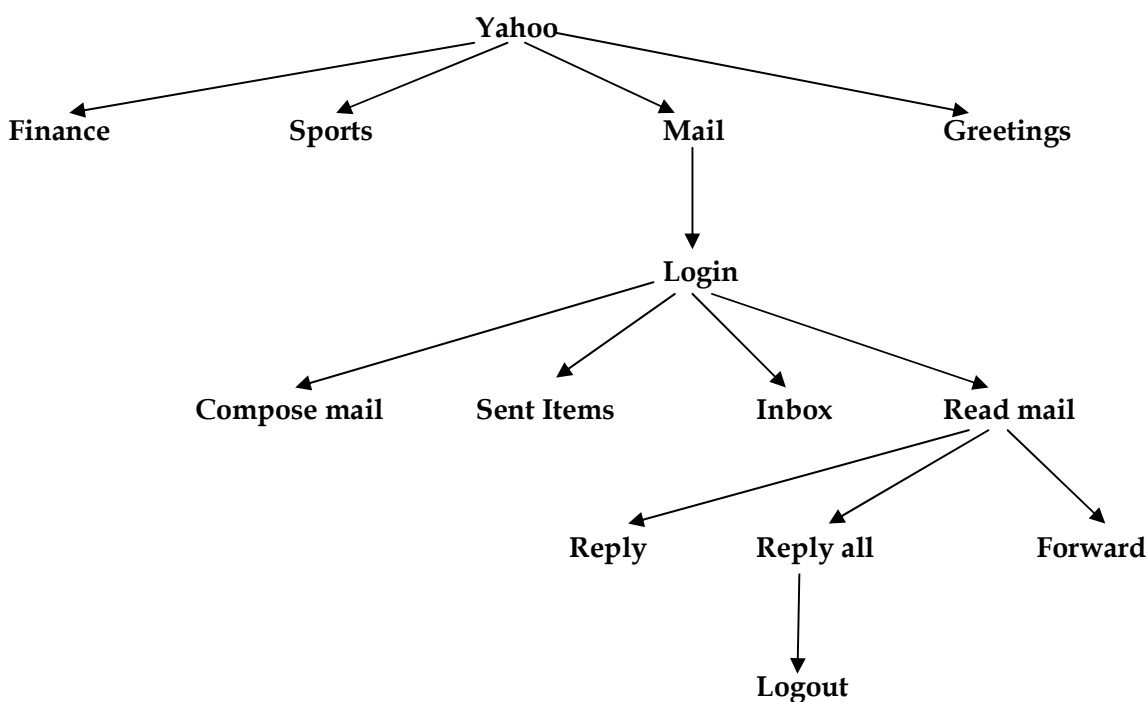 Yahoo
Finance Sports Mail Greetings
Login
Compose mail Sent Items Inbox Read mail
Reply Reply all Forward
Logout